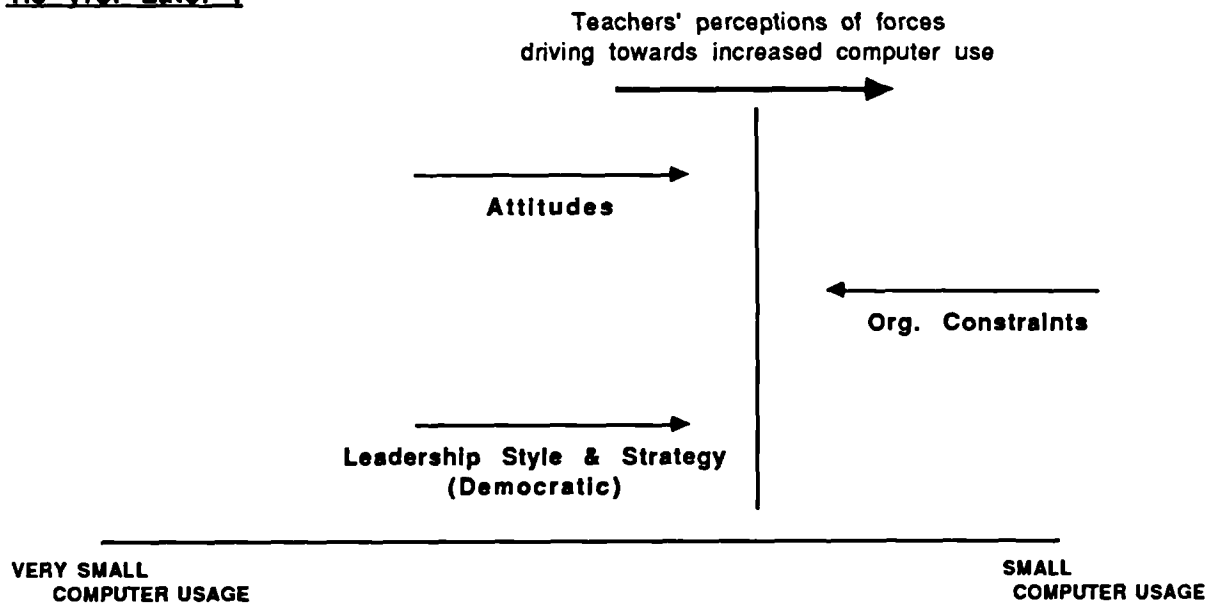 Teachers' perceptions of forces
driving towards increased computer use
Attitudes
Org. Constraints
Leadership Style & Strategy
(Democratic)
VERY SMALL
COMPUTER USAGE
SMALL
COMPUTER USAGE